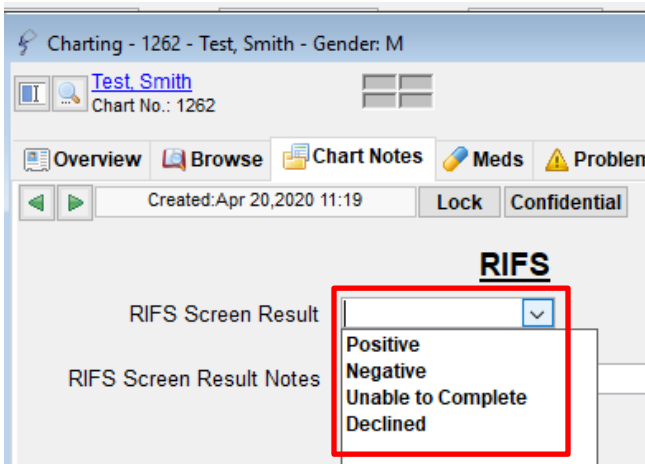 Charting - 1262 - Test, Smith - Gender: M
Test, Smith
Chart No.: 1262
Overview Browse Chart Notes Meds Problem
Created:Apr 20,2020 11:19 Lock Confidential
RIFS
RIFS Screen Result
Positive
RIFS Screen Result Notes Negative
Unable to Complete
Declined